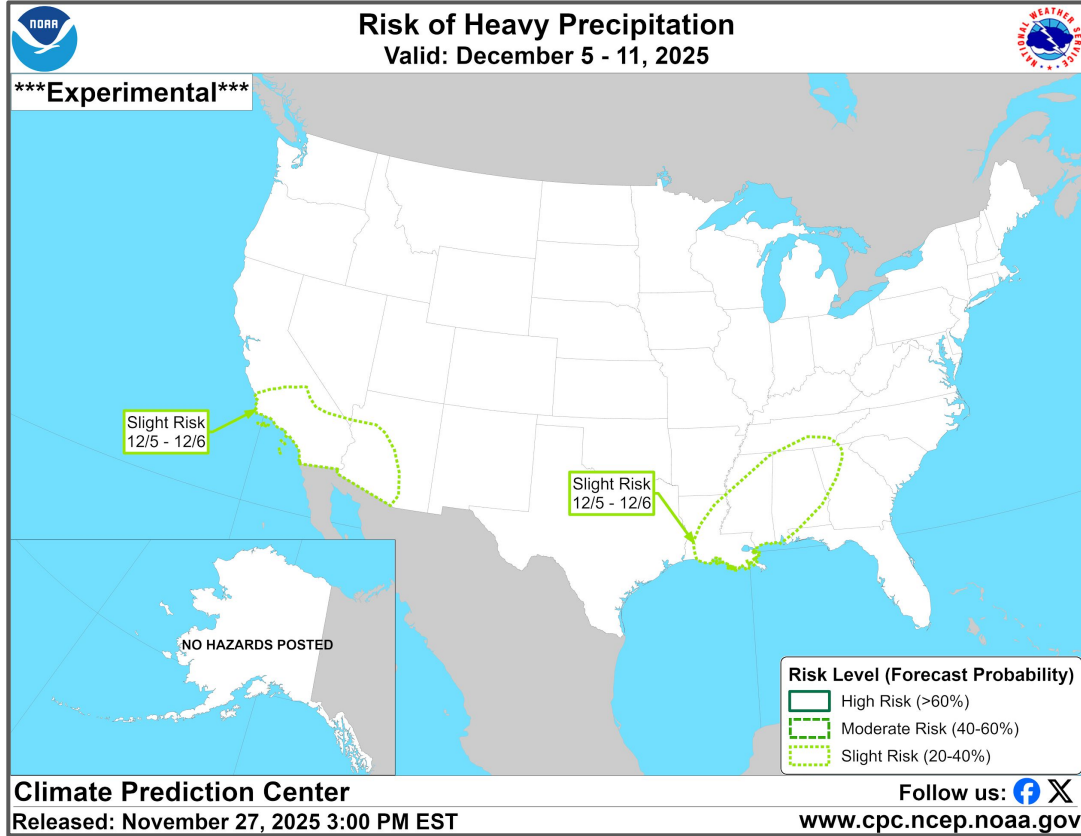 NOAA
Risk of Heavy Precipitation
Valid: December 5 - 11, 2025
NATIONAL WEATHER SERVICE
***Experimental***
Slight Risk
12/5 - 12/6
Slight Risk
12/5 - 12/6
NO HAZARDS POSTED
Risk Level (Forecast Probability)
High Risk (>60%)
Moderate Risk (40-60%)
Slight Risk (20-40%)
Climate Prediction Center
Follow us:
Released: November 27, 2025 3:00 PM EST
www.cpc.ncep.noaa.gov